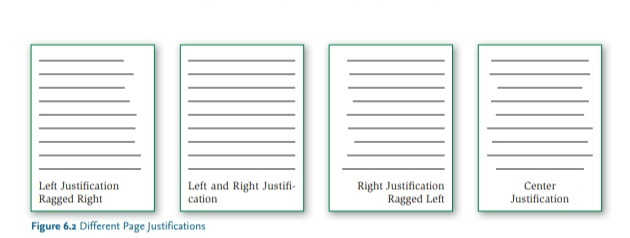 Left Justification
Ragged Right
Left and Right Justifi-
cation
Right Justification
Ragged Left
Center
Justification
Figure 6.2 Different Page Justifications